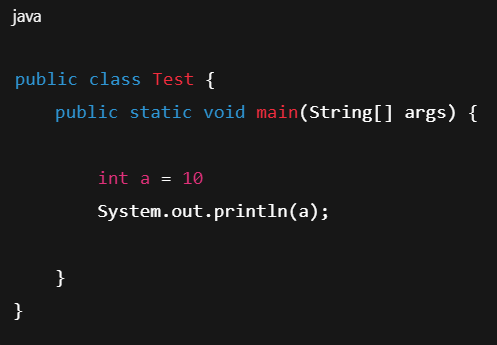 java
public class Test {
public static void main(String[] args) {
int a = 10
System.out.println(a);
}
}